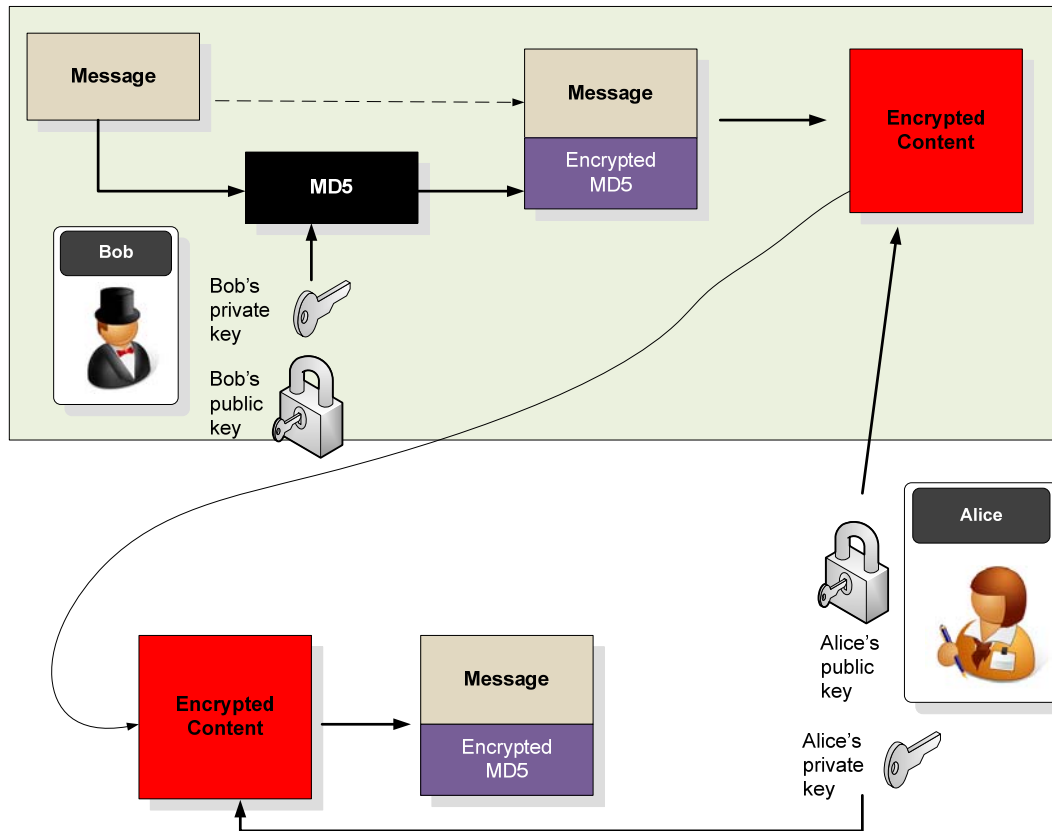 Message
MD5
Message
Encrypted
MD5
Encrypted
Content
Bob
Bob's
private
key
Bob's
public
key
Alice
Alice's
public
key
Alice's
private
key
Encrypted
Content
Message
Encrypted
MD5